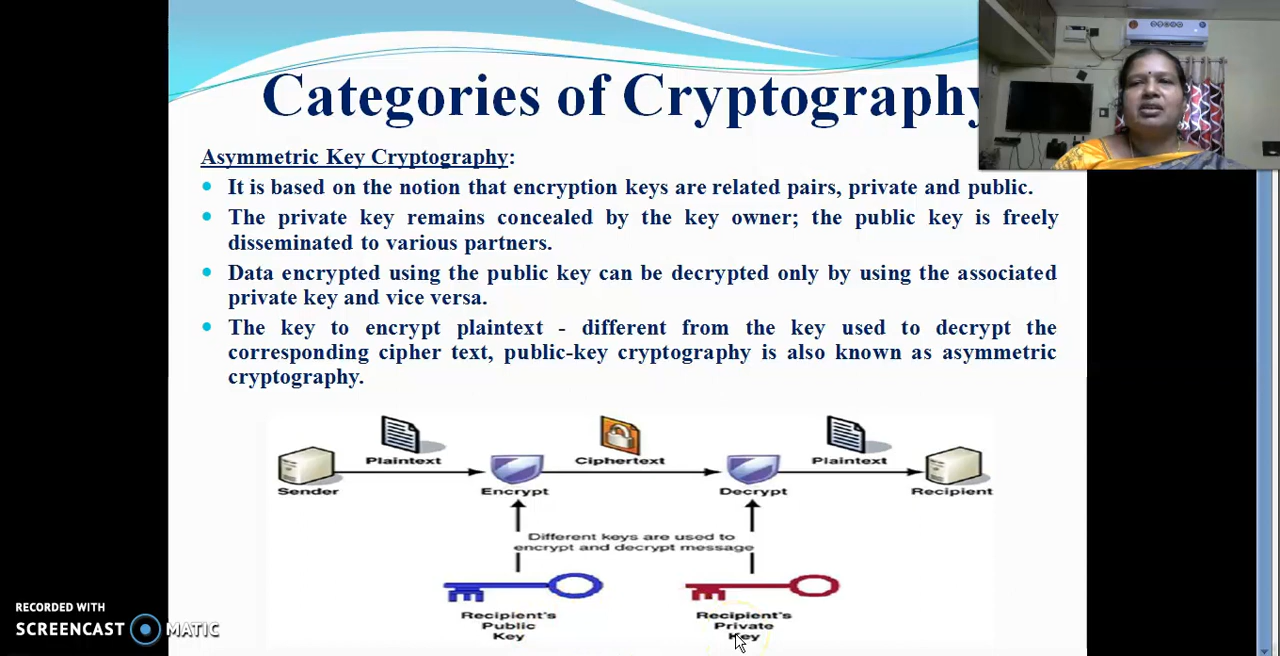 Categories of Cryptography
Asymmetric Key Cryptography:
It is based on the notion that encryption keys are related pairs, private and public.
The private key remains concealed by the key owner; the public key is freely
disseminated to various partners.
Data encrypted using the public key can be decrypted only by using the associated
private key and vice versa.
The key to encrypt plaintext - different from the key used to decrypt the
corresponding cipher text, public-key cryptography is also known as asymmetric
cryptography.
Plaintext
Ciphertext
Plaintext
Sender
Encrypt
Decrypt
Recipient
Different keys are used to
encrypt and decrypt message
Recipient's
Public
Key
Recipient's
Private
Key
RECORDED WITH
SCREENCAST MATIC